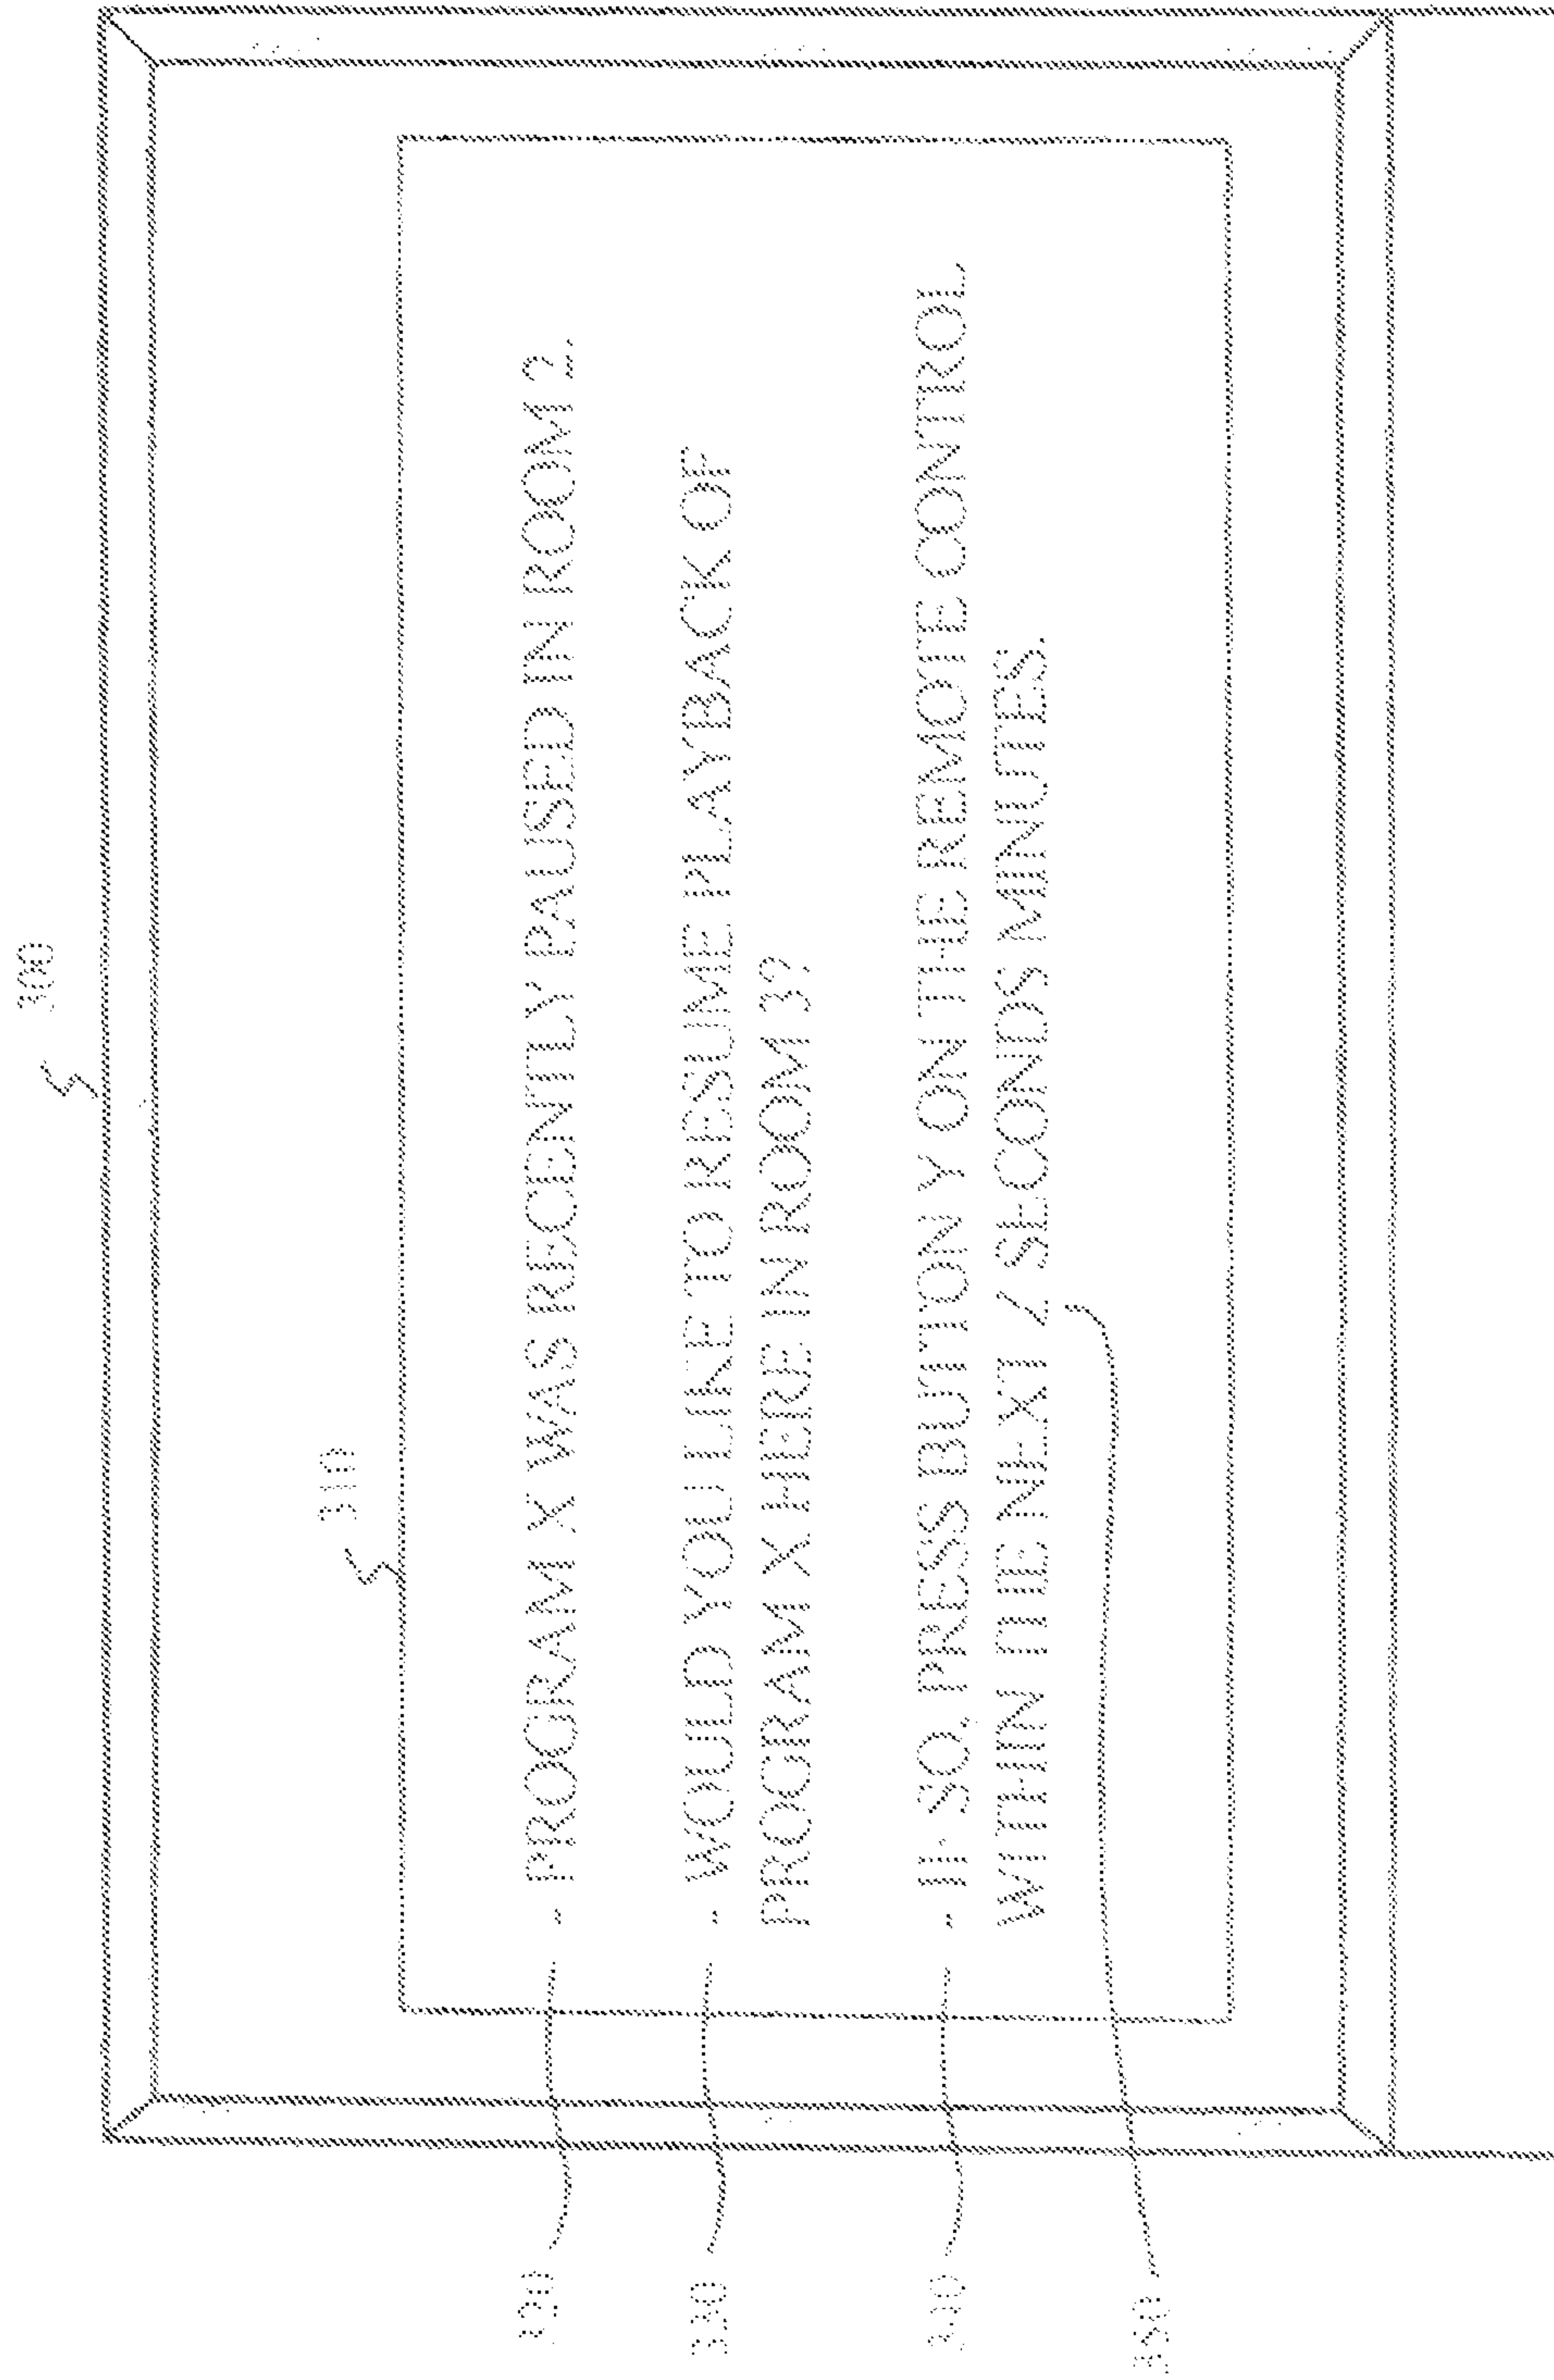 300
310
320 - PROGRAM X WAS RECENTLY PAUSED IN ROOM 2.
330 - WOULD YOU LIKE TO RESUME PLAYBACK OF
PROGRAM X HERE IN ROOM 3?
340 - IF SO, PRESS BUTTON Y ON THE REMOTE CONTROL
WITHIN THE NEXT Z SECONDS MINUTES.
350